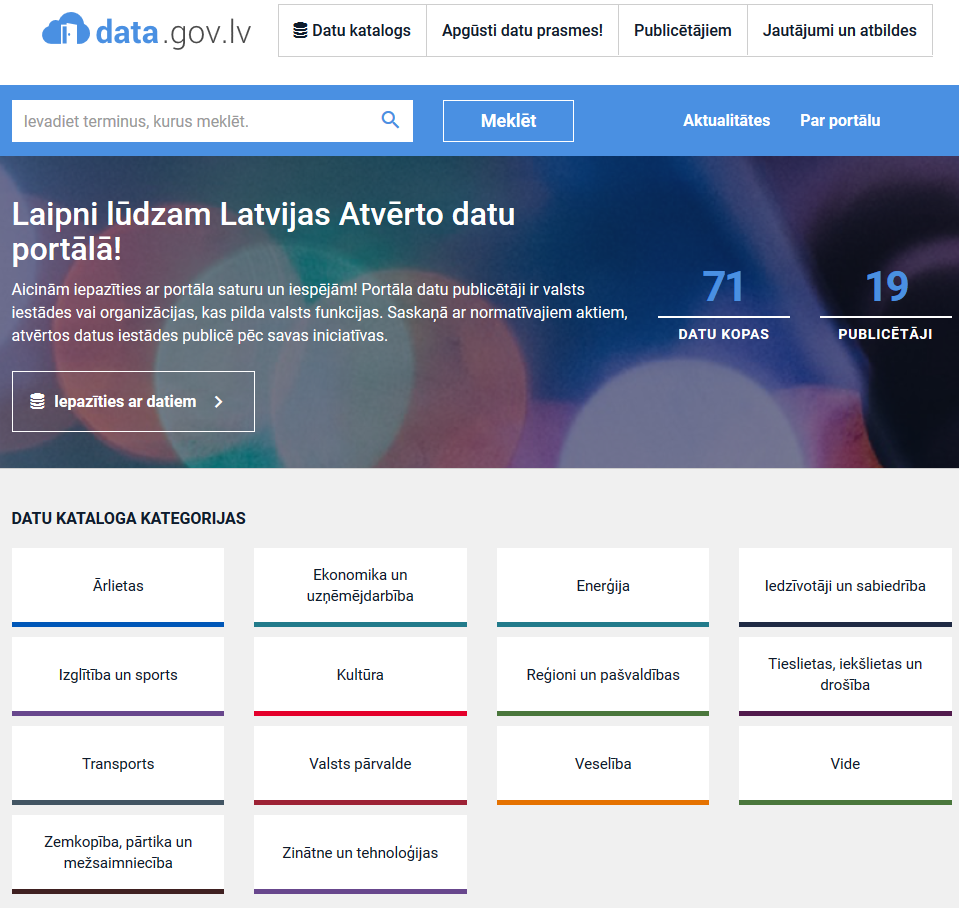 data.gov.lv
Datu katalogs
Apgūsti datu prasmes!
Publicētājiem
Jautājumi un atbildes
Ievadiet terminus, kurus meklēt.
Meklēt
Aktualitātes
Par portālu
Laipni lūdzam Latvijas Atvērto datu
portālā!
Aicinām iepazīties ar portāla saturu un iespējām! Portāla datu publicētāji ir valsts
iestādes vai organizācijas, kas pilda valsts funkcijas. Saskaņā ar normatīvajiem aktiem,
atvērtos datus iestādes publicē pēc savas iniciatīvas.
71
DATU KOPAS
19
PUBLICĒTĀJI
Iepazīties ar datiem
DATU KATALOGA KATEGORIJAS
Ārlietas
Ekonomika un
uzņēmējdarbība
Enerģija
Iedzīvotāji un sabiedrība
Izglītība un sports
Kultūra
Reģioni un pašvaldības
Tieslietas, iekšlietas un
drošība
Transports
Valsts pārvalde
Veselība
Vide
Zemkopība, pārtika un
mežsaimniecība
Zinātne un tehnoloģijas